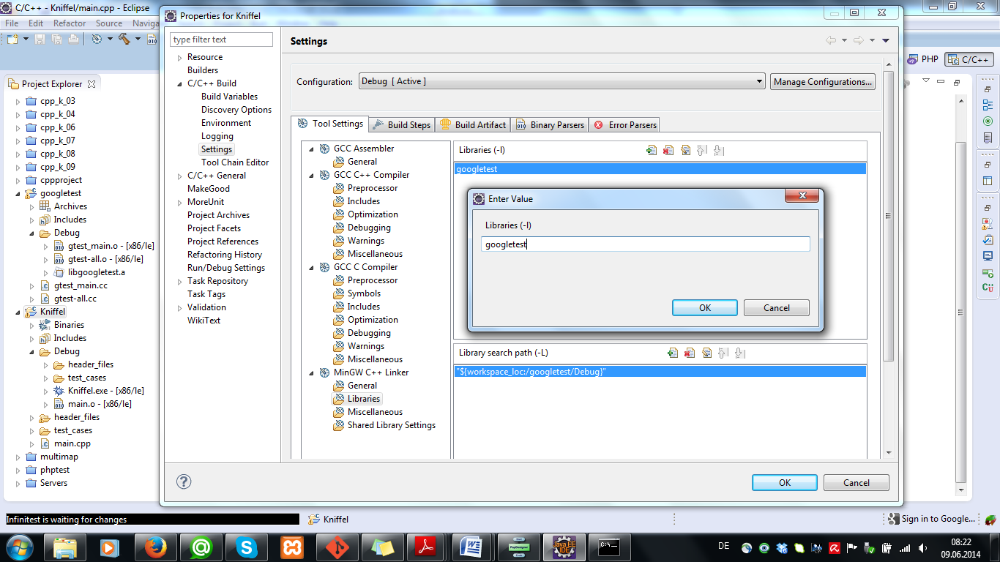 C/C++ - Kniffel/main.cpp - Eclipse
File Edit Refactor Source Naviga
PHP
C/C++
Project Explorer
cpp_k_03
cpp_k_04
cpp_k_06
cpp_k_07
cpp_k_08
cpp_k_09
cppproject
googletest
Archives
Includes
Debug
gtest_main.o - [x86/le]
gtest-all.o - [x86/le]
libgoogletest.a
gtest_main.cc
gtest-all.cc
Kniffel
Binaries
Includes
Debug
header_files
test_cases
Kniffel.exe - [x86/le]
main.o - [x86/le]
header_files
test_cases
main.cpp
multimap
phptest
Servers
Properties for Kniffel
type filter text
Resource
Builders
C/C++ Build
Build Variables
Discovery Options
Environment
Logging
Settings
Tool Chain Editor
C/C++ General
MakeGood
MoreUnit
Project Archives
Project Facets
Project References
Refactoring History
Run/Debug Settings
Task Repository
Task Tags
Validation
WikiText
Settings
Configuration: Debug [ Active ] Manage Configurations...
Tool Settings Build Steps Build Artifact Binary Parsers Error Parsers
GCC Assembler
General
GCC C++ Compiler
Preprocessor
Includes
Optimization
Debugging
Warnings
Miscellaneous
GCC C Compiler
Preprocessor
Symbols
Includes
Optimization
Debugging
Warnings
Miscellaneous
MinGW C++ Linker
General
Libraries
Miscellaneous
Shared Library Settings
Libraries (-l)
googletest
Enter Value
Libraries (-l)
googletest
OK Cancel
Library search path (-L)
"${workspace_loc:/googletest/Debug}"
OK Cancel
Infinitest is waiting for changes
Kniffel
Sign in to Google...
DE
08:22
09.06.2014